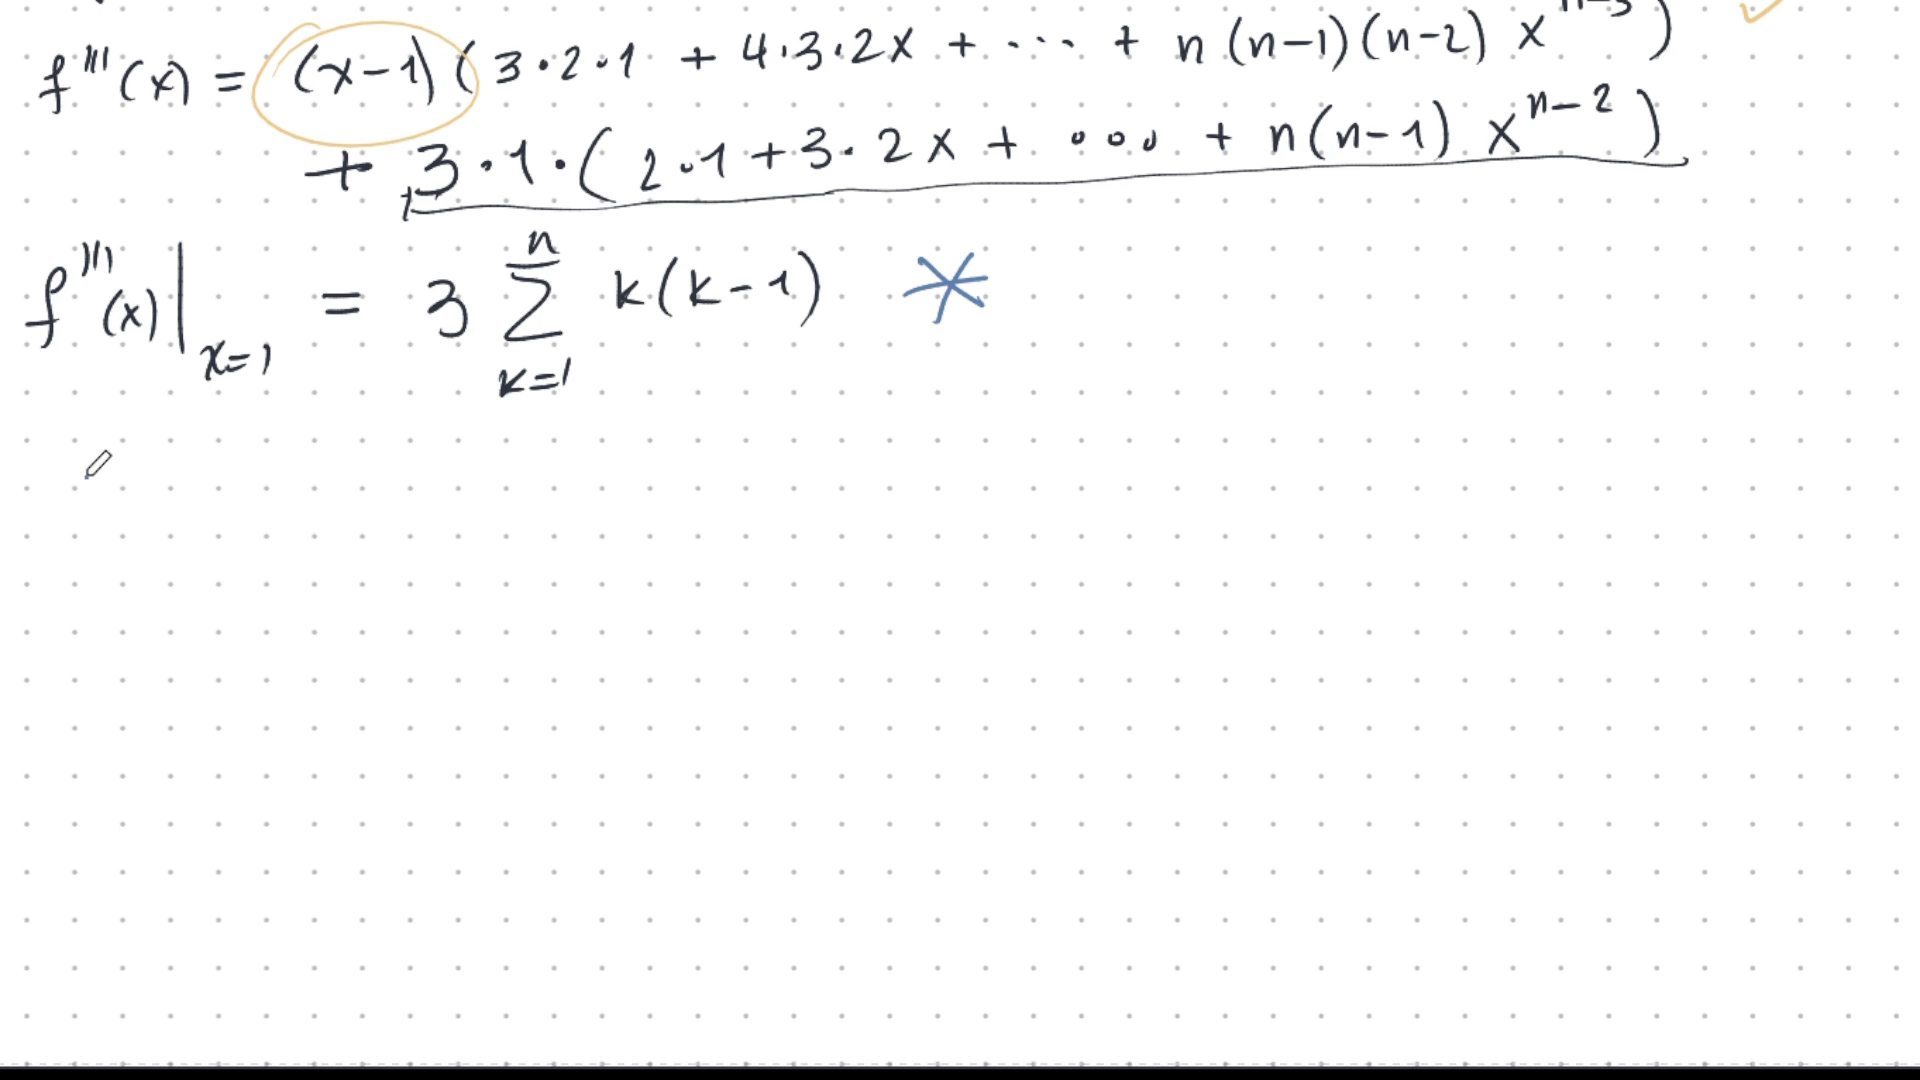 f'''(x) = (x-1)(3·2·1 + 4·3·2x + ··· + n(n-1)(n-2) x^{n-3})
+ 3·1·(2·1 + 3·2x + ··· + n(n-1) x^{n-2})
f'''(x)|_{x=1} = 3 ∑_{k=1}^{n} k(k-1) *